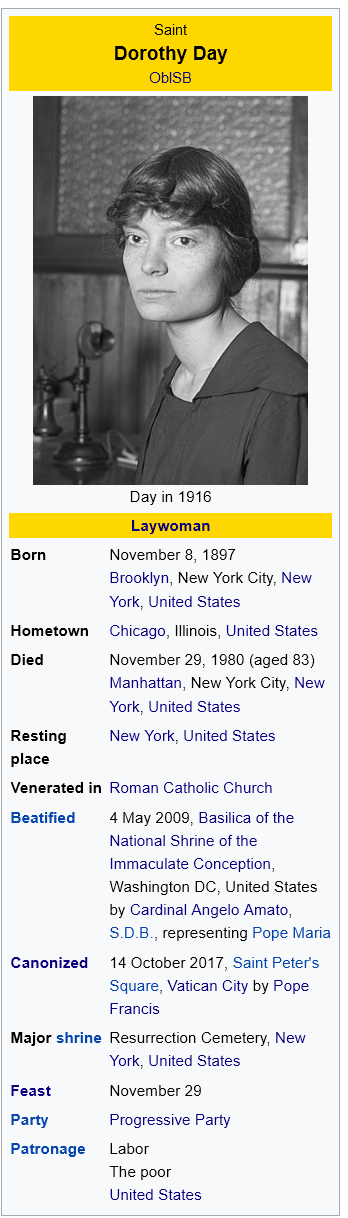 Saint
Dorothy Day
OblSB
Day in 1916
Laywoman
Born November 8, 1897
Brooklyn, New York City, New
York, United States
Hometown Chicago, Illinois, United States
Died November 29, 1980 (aged 83)
Manhattan, New York City, New
York, United States
Resting New York, United States
place
Venerated in Roman Catholic Church
Beatified 4 May 2009, Basilica of the
National Shrine of the
Immaculate Conception,
Washington DC, United States
by Cardinal Angelo Amato,
S.D.B., representing Pope Maria
Canonized 14 October 2017, Saint Peter's
Square, Vatican City by Pope
Francis
Major shrine Resurrection Cemetery, New
York, United States
Feast November 29
Party Progressive Party
Patronage Labor
The poor
United States